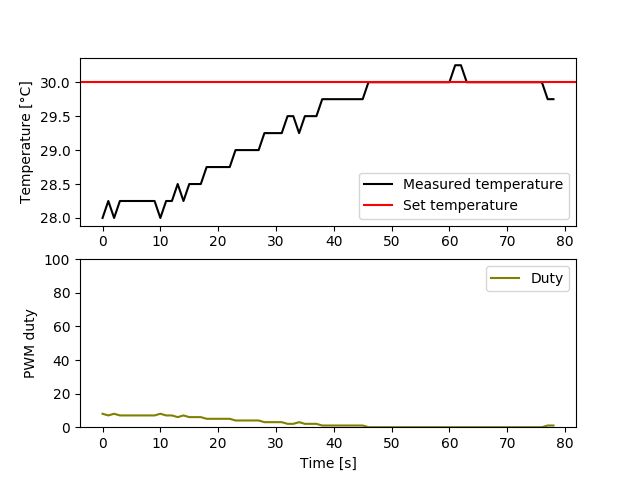 Temperature [°C]
30.0
29.5
29.0
28.5
28.0
Measured temperature
Set temperature
0 10 20 30 40 50 60 70 80
PWM duty
100
80
60
40
20
0
Duty
0 10 20 30 40 50 60 70 80
Time [s]